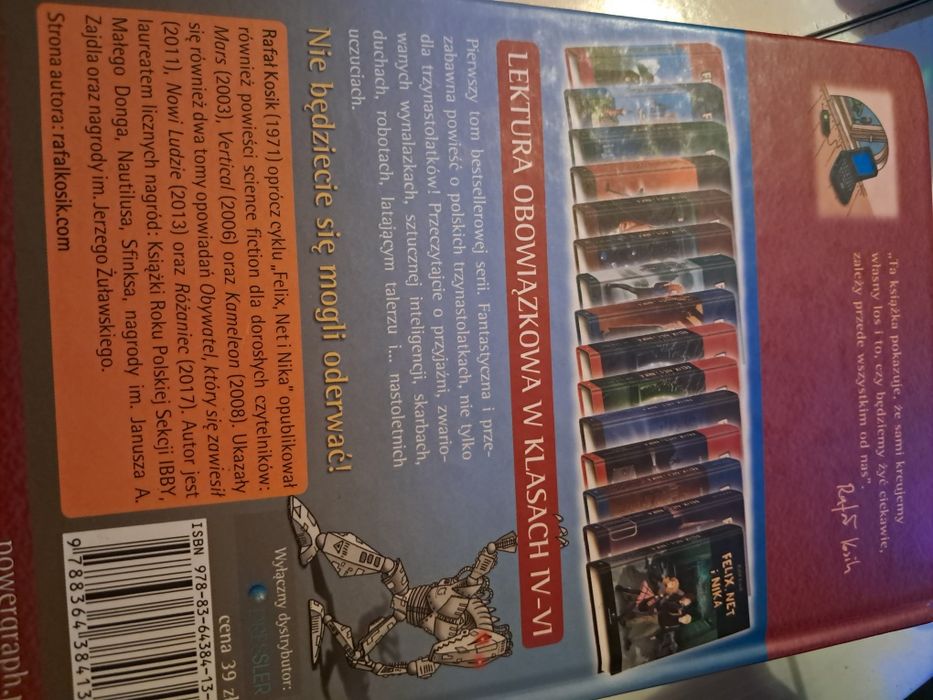 „Ta książka pokazuje, że sami kreujemy
własny los i to, czy będziemy żyć ciekawie,
zależy przede wszystkim od nas”.
Rafał Kosik
FELIX, NET
i NIKA
LEKTURA OBOWIĄZKOWA W KLASACH IV–VI
Pierwszy tom bestsellerowej serii. Fantastyczna i prze-
zabawna powieść o polskich trzynastolatkach, nie tylko
dla trzynastolatków! Przeczytajcie o przyjaźni, zwario-
wanych wynalazkach, sztucznej inteligencji, skarbach,
duchach, robotach, latającym talerzu i... nastoletnich
uczuciach.
Nie będziecie się mogli oderwać!
Rafał Kosik (1971) oprócz cyklu „Felix, Net i Nika” opublikował
również powieści science fiction dla dorosłych czytelników:
Mars (2003), Vertical (2006) oraz Kameleon (2008). Ukazały
się również dwa tomy opowiadań Obywatel, który się zawiesił
(2011). Nowi Ludzie (2013) oraz Różaniec (2017). Autor jest
laureatem licznych nagród: Książki Roku Polskiej Sekcji IBBY,
Małego Donga, Nautilusa, Sfinksa, nagrody im. Janusza A.
Zajdla oraz nagrody im. Jerzego Żuławskiego.
Strona autora: rafalkosik.com
Wyłączny dystrybutor:
cena 39 zł
ISBN 978-83-64384-13-
9 788364 38413
powergraph.